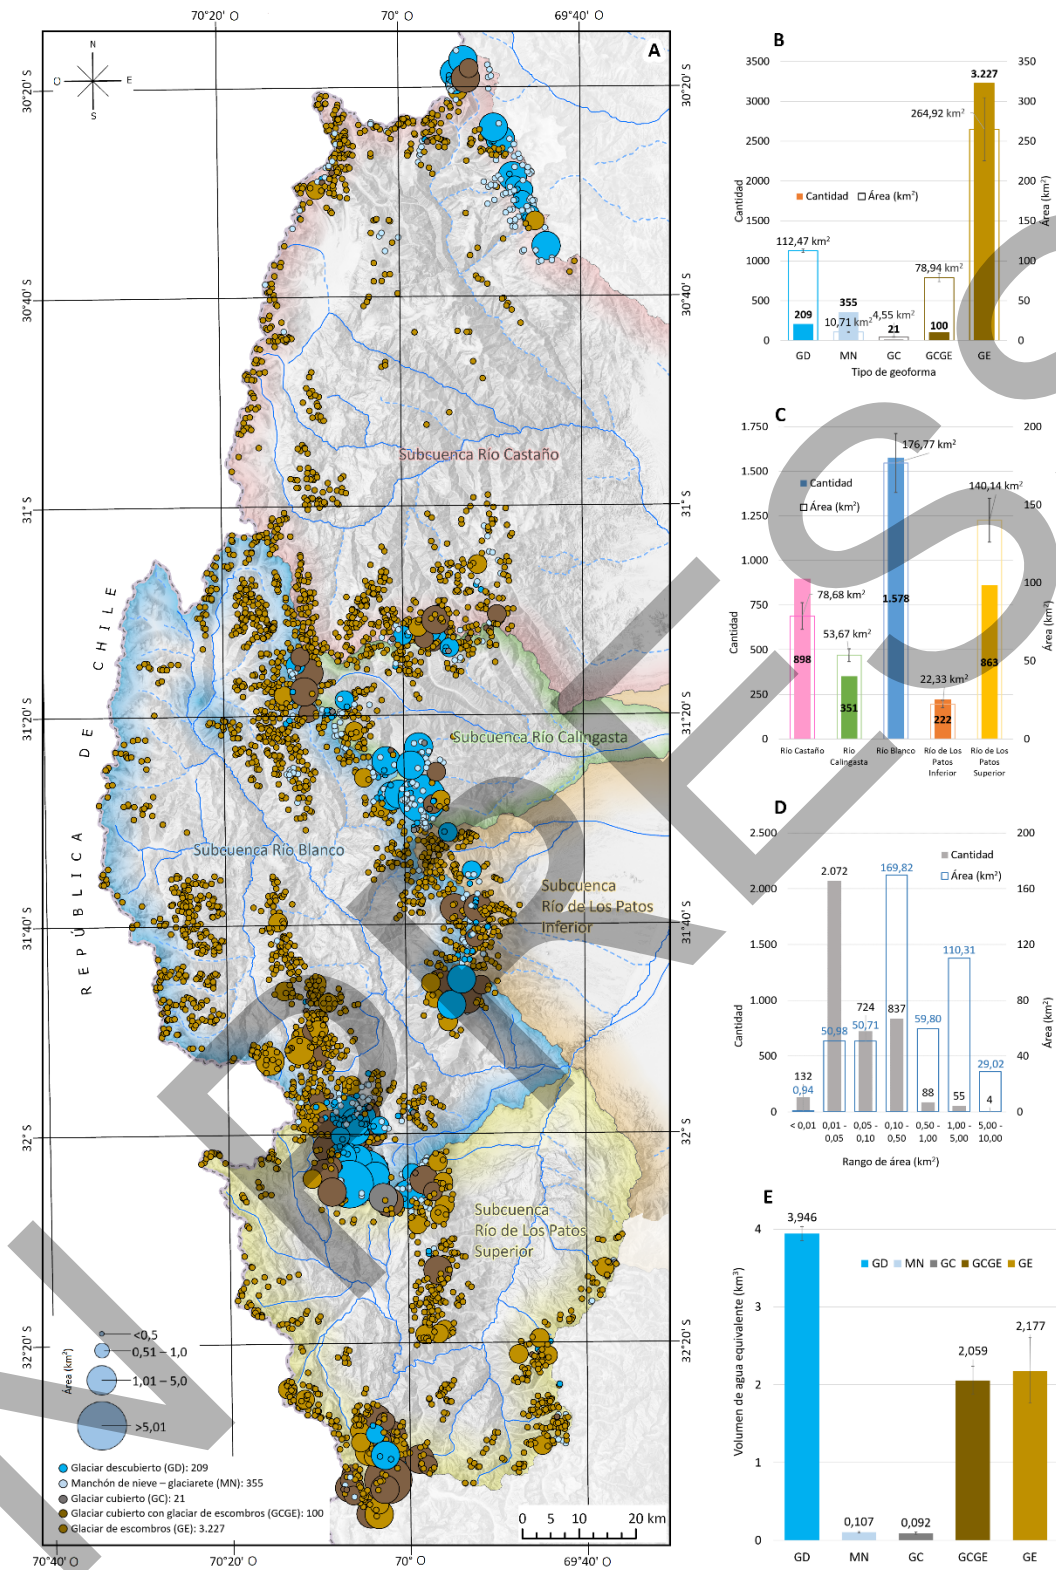 70°20' O
70° O
69°40' O
A
N
O
E
S
30°20' S
30°20' S
30°40' S
30°40' S
31° S
31° S
31°20' S
31°20' S
31°40' S
31°40' S
32° S
32° S
32°20' S
32°20' S
REPÚBLICA DE CHILE
Subcuenca Río Castaño
Subcuenca Río Calingasta
Subcuenca Río Blanco
Subcuenca
Río de Los Patos
Inferior
Subcuenca
Río de Los Patos
Superior
Área (km²)
<0,5
0,51 – 1,0
1,01 – 5,0
>5,01
Glaciar descubierto (GD): 209
Manchón de nieve – glaciarete (MN): 355
Glaciar cubierto (GC): 21
Glaciar cubierto con glaciar de escombros (GCGE): 100
Glaciar de escombros (GE): 3.227
0 5 10 20 km
70°40' O
70°20' O
70° O
69°40' O
B
3500
3000
2500
2000
1500
1000
500
0
Cantidad
350
300
250
200
150
100
50
0
Área (km²)
Cantidad
Área (km²)
112,47 km²
209
355
10,71 km²
4,55 km²
21
78,94 km²
100
264,92 km²
3.227
GD MN GC GCGE GE
Tipo de geoforma
C
1.750
1.500
1.250
1.000
750
500
250
0
Cantidad
200
150
100
50
0
Área (km²)
Cantidad
Área (km²)
898
78,68 km²
53,67 km²
351
176,77 km²
1.578
22,33 km²
222
140,14 km²
863
Río Castaño
Río
Calingasta
Río Blanco
Río de Los
Patos
Inferior
Río de Los
Patos
Superior
D
2.500
2.000
1.500
1.000
500
0
Cantidad
200
160
120
80
40
0
Área (km²)
Cantidad
Área (km²)
132
0,94
2.072
50,98
724
50,71
837
169,82
88
59,80
55
110,31
4
29,02
< 0,01
0,01 -
0,05
0,05 -
0,10
0,10 -
0,50
0,50 -
1,00
1,00 -
5,00
5,00 -
10,00
Rango de área (km²)
E
4
3
2
1
0
Volumen de agua equivalente (km³)
GD MN GC GCGE GE
3,946
0,107
0,092
2,059
2,177
GD MN GC GCGE GE